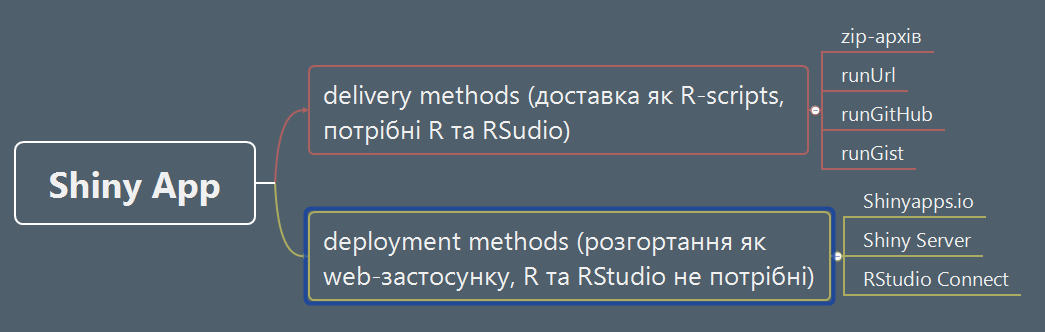 Shiny App
delivery methods (доставка як R-scripts,
потрібні R та RSudio)
zip-архів
runUrl
runGitHub
runGist
deployment methods (розгортання як
web-застосунку, R та RStudio не потрібні)
Shinyapps.io
Shiny Server
RStudio Connect